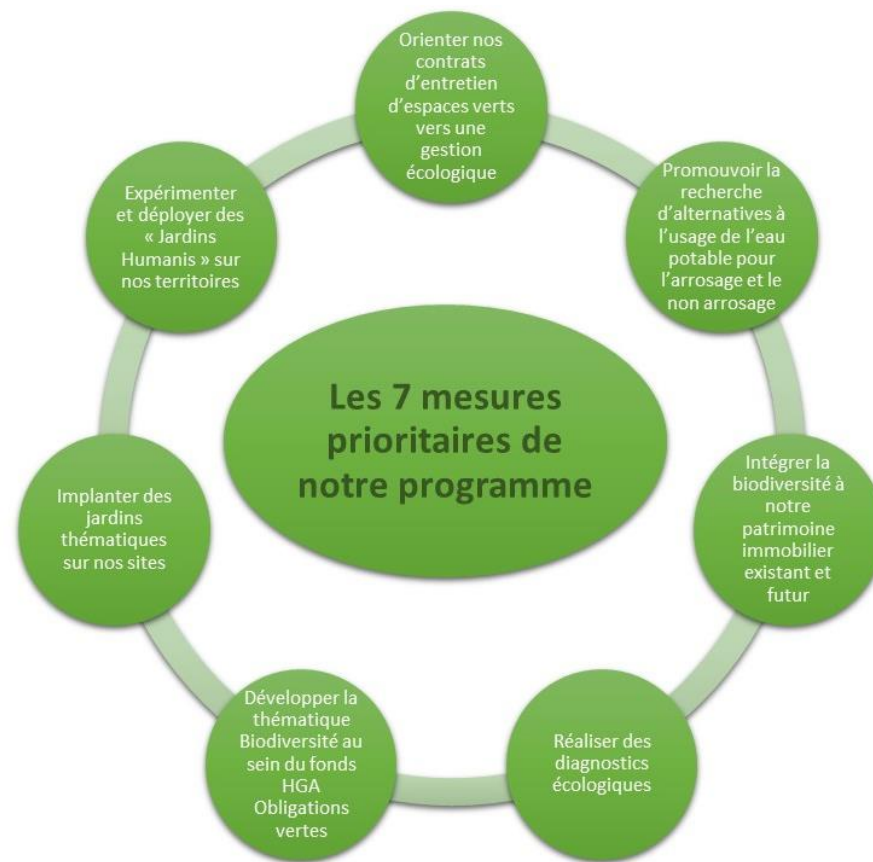 Orienter nos
contrats
d'entretien
d'espaces verts
vers une
gestion
écologique
Promouvoir la
recherche
d'alternatives à
l'usage de l'eau
potable pour
l'arrosage et le
non arrosage
Intégrer la
biodiversité à
notre
patrimoine
immobilier
existant et
futur
Réaliser des
diagnostics
écologiques
Développer la
thématique
Biodiversité au
sein du fonds
HGA
Obligations
vertes
Implanter des
jardins
thématiques
sur nos sites
Expérimenter
et déployer des
« Jardins
Humanis » sur
nos territoires
Les 7 mesures
prioritaires de
notre programme